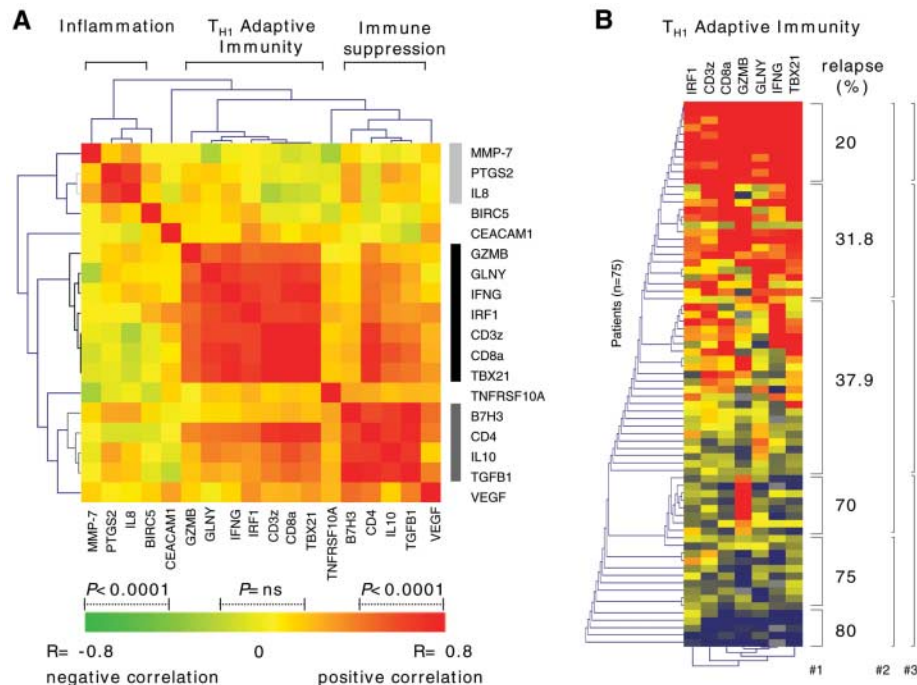 A
Inflammation
TH1 Adaptive
Immunity
Immune
suppression
MMP-7
PTGS2
IL8
BIRC5
CEACAM1
GZMB
GLNY
IFNG
IRF1
CD3z
CD8a
TBX21
TNFRSF10A
B7H3
CD4
IL10
TGFB1
VEGF
MMP-7
PTGS2
IL8
BIRC5
CEACAM1
GZMB
GLNY
IFNG
IRF1
CD3z
CD8a
TBX21
TNFRSF10A
B7H3
CD4
IL10
TGFB1
VEGF
P<0.0001 P=ns P<0.0001
R= -0.8 0 R= 0.8
negative correlation positive correlation
B
TH1 Adaptive Immunity
IRF1
CD3z
CD8a
GZMB
GLNY
IFNG
TBX21
relapse
(%)
Patients (n=75)
20
31.8
37.9
70
75
80
#1 #2 #3